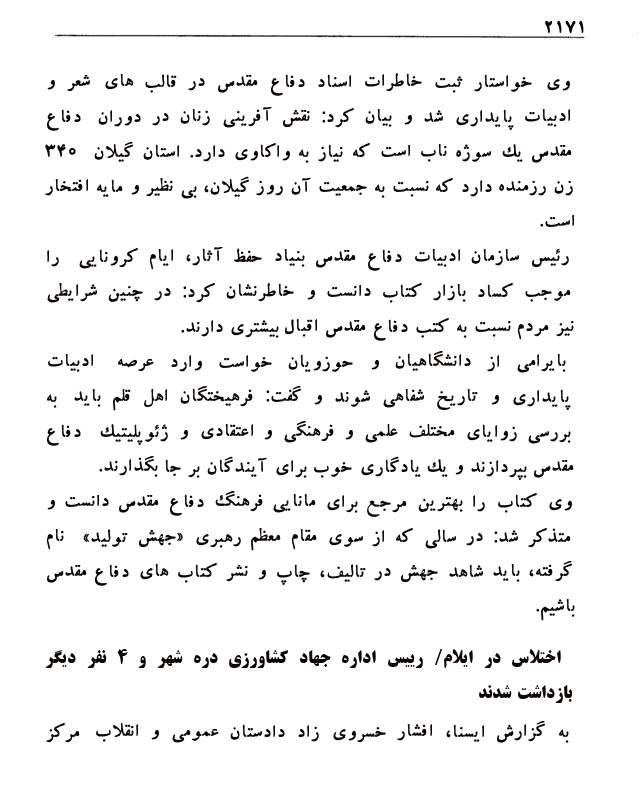 ۲۱۷۱
وی خواستار ثبت خاطرات اسناد دفاع مقدس در قالب های شعر و
ادبیات پایداری شد و بیان کرد: نقش آفرینی زنان در دوران دفاع
مقدس یك سوژه ناب است که نیاز به واکاوی دارد. استان گیلان ۳۴۰
زن رزمنده دارد که نسبت به جمعیت آن روز گیلان، بی نظیر و مایه افتخار
است.
رئیس سازمان ادبیات دفاع مقدس بنیاد حفظ آثار، ایام کرونایی را
موجب کساد بازار کتاب دانست و خاطرنشان کرد: در چنین شرایطی
نیز مردم نسبت به کتب دفاع مقدس اقبال بیشتری دارند.
بایرامی از دانشگاهیان و حوزویان خواست وارد عرصه ادبیات
پایداری و تاریخ شفاهی شوند و گفت: فرهیختگان اهل قلم باید به
بررسی زوایای مختلف علمی و فرهنگی و اعتقادی و ژئوپلیتیك دفاع
مقدس بپردازند و یك یادگاری خوب برای آیندگان بر جا بگذارند.
وی کتاب را بهترین مرجع برای مانایی فرهنگ دفاع مقدس دانست و
متذکر شد: در سالی که از سوی مقام معظم رهبری «جهش تولید» نام
گرفته، باید شاهد جهش در تالیف، چاپ و نشر کتاب های دفاع مقدس
باشیم.
اختلاس در ایلام/ رییس اداره جهاد کشاورزی دره شهر و ۴ نفر دیگر
بازداشت شدند
به گزارش ایسنا، افشار خسروی زاد دادستان عمومی و انقلاب مرکز